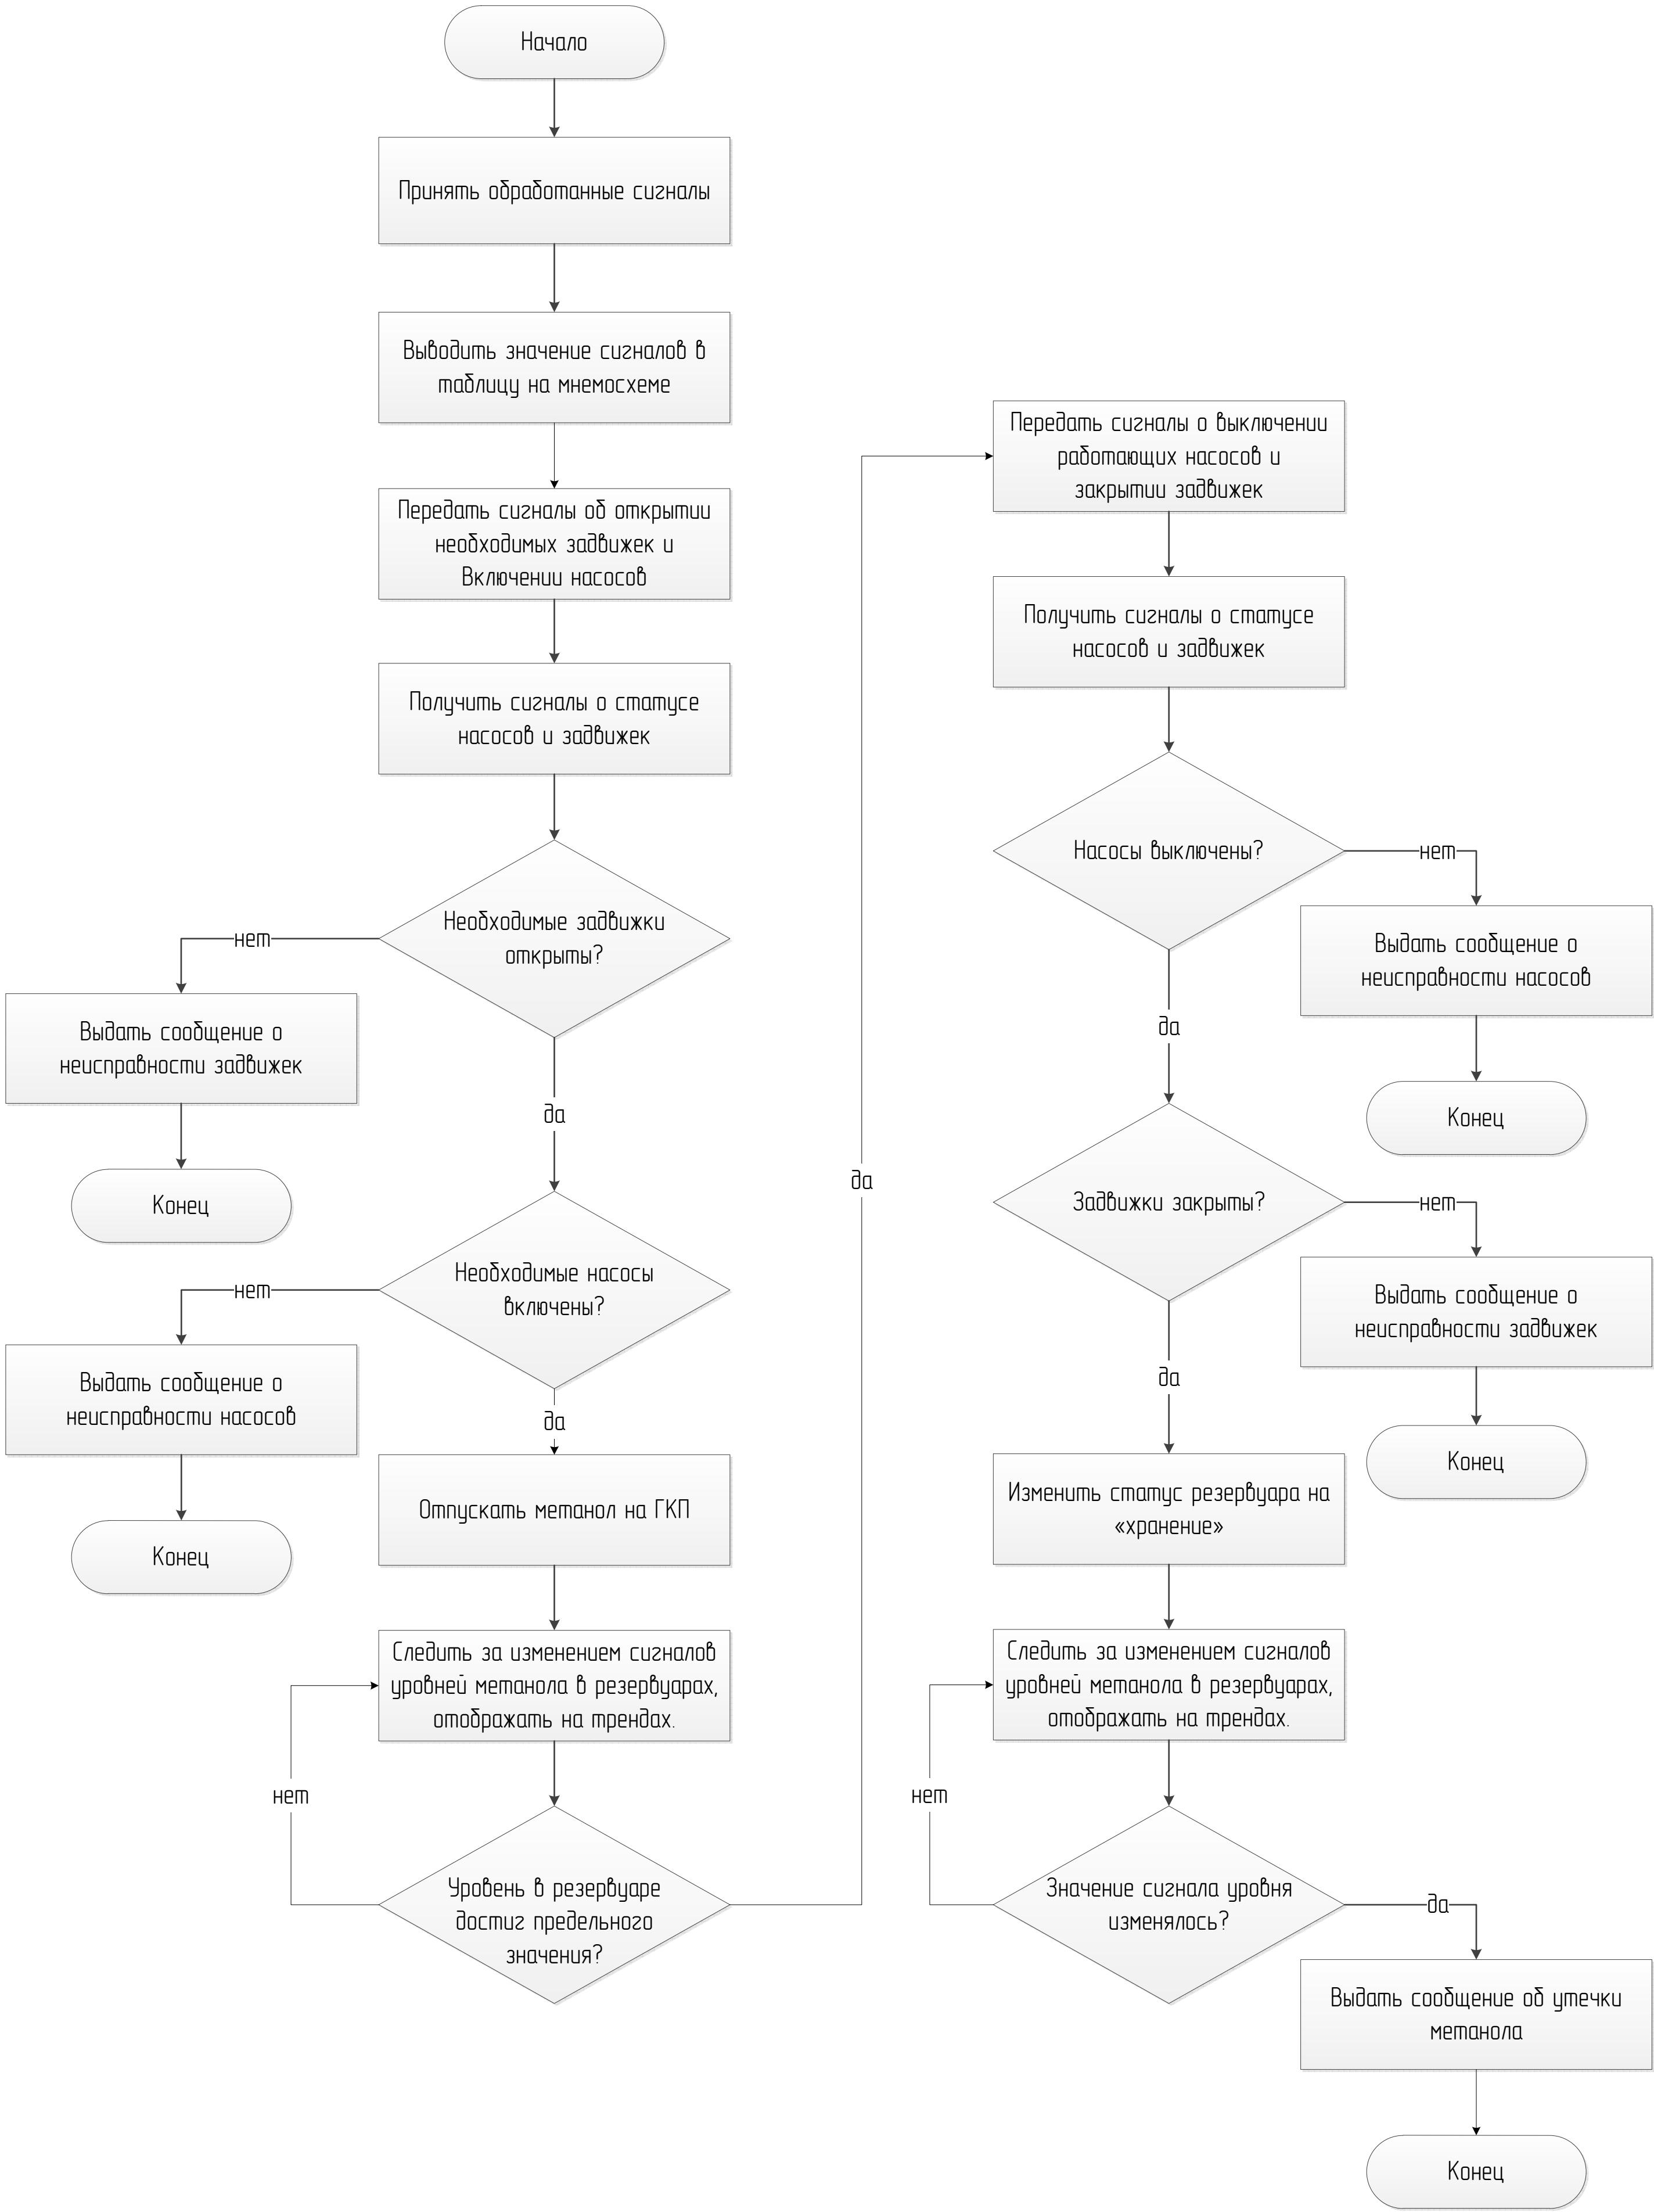 Начало
Принять обработанные сигналы
Выводить значение сигналов в
таблицу на мнемосхеме
Передать сигналы об открытии
необходимых задвижек и
Включении насосов
Получить сигналы о статусе
насосов и задвижек
Необходимые задвижки
открыты?
нет
Выдать сообщение о
неисправности задвижек
Конец
да
Необходимые насосы
включены?
нет
Выдать сообщение о
неисправности насосов
Конец
да
Отпускать метанол на ГКП
Следить за изменением сигналов
уровней метанола в резервуарах,
отображать на трендах.
нет
Уровень в резервуаре
достиг предельного
значения?
да
Передать сигналы о выключении
работающих насосов и
закрытии задвижек
Получить сигналы о статусе
насосов и задвижек
Насосы выключены?
нет
Выдать сообщение о
неисправности насосов
Конец
да
Задвижки закрыты?
нет
Выдать сообщение о
неисправности задвижек
Конец
да
Изменить статус резервуара на
«хранение»
Следить за изменением сигналов
уровней метанола в резервуарах,
отображать на трендах.
нет
Значение сигнала уровня
изменялось?
да
Выдать сообщение об утечки
метанола
Конец